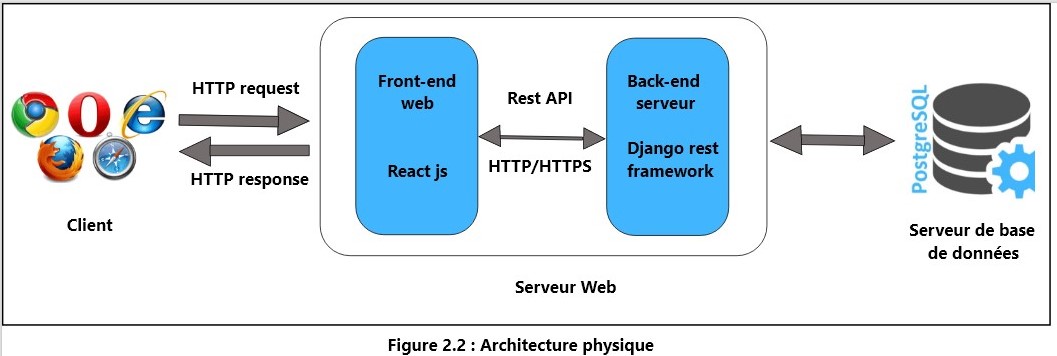 HTTP request
HTTP response
Client
Front-end
web
React js
Rest API
HTTP/HTTPS
Back-end
serveur
Django rest
framework
Serveur Web
PostgreSQL
Serveur de base
de données
Figure 2.2 : Architecture physique